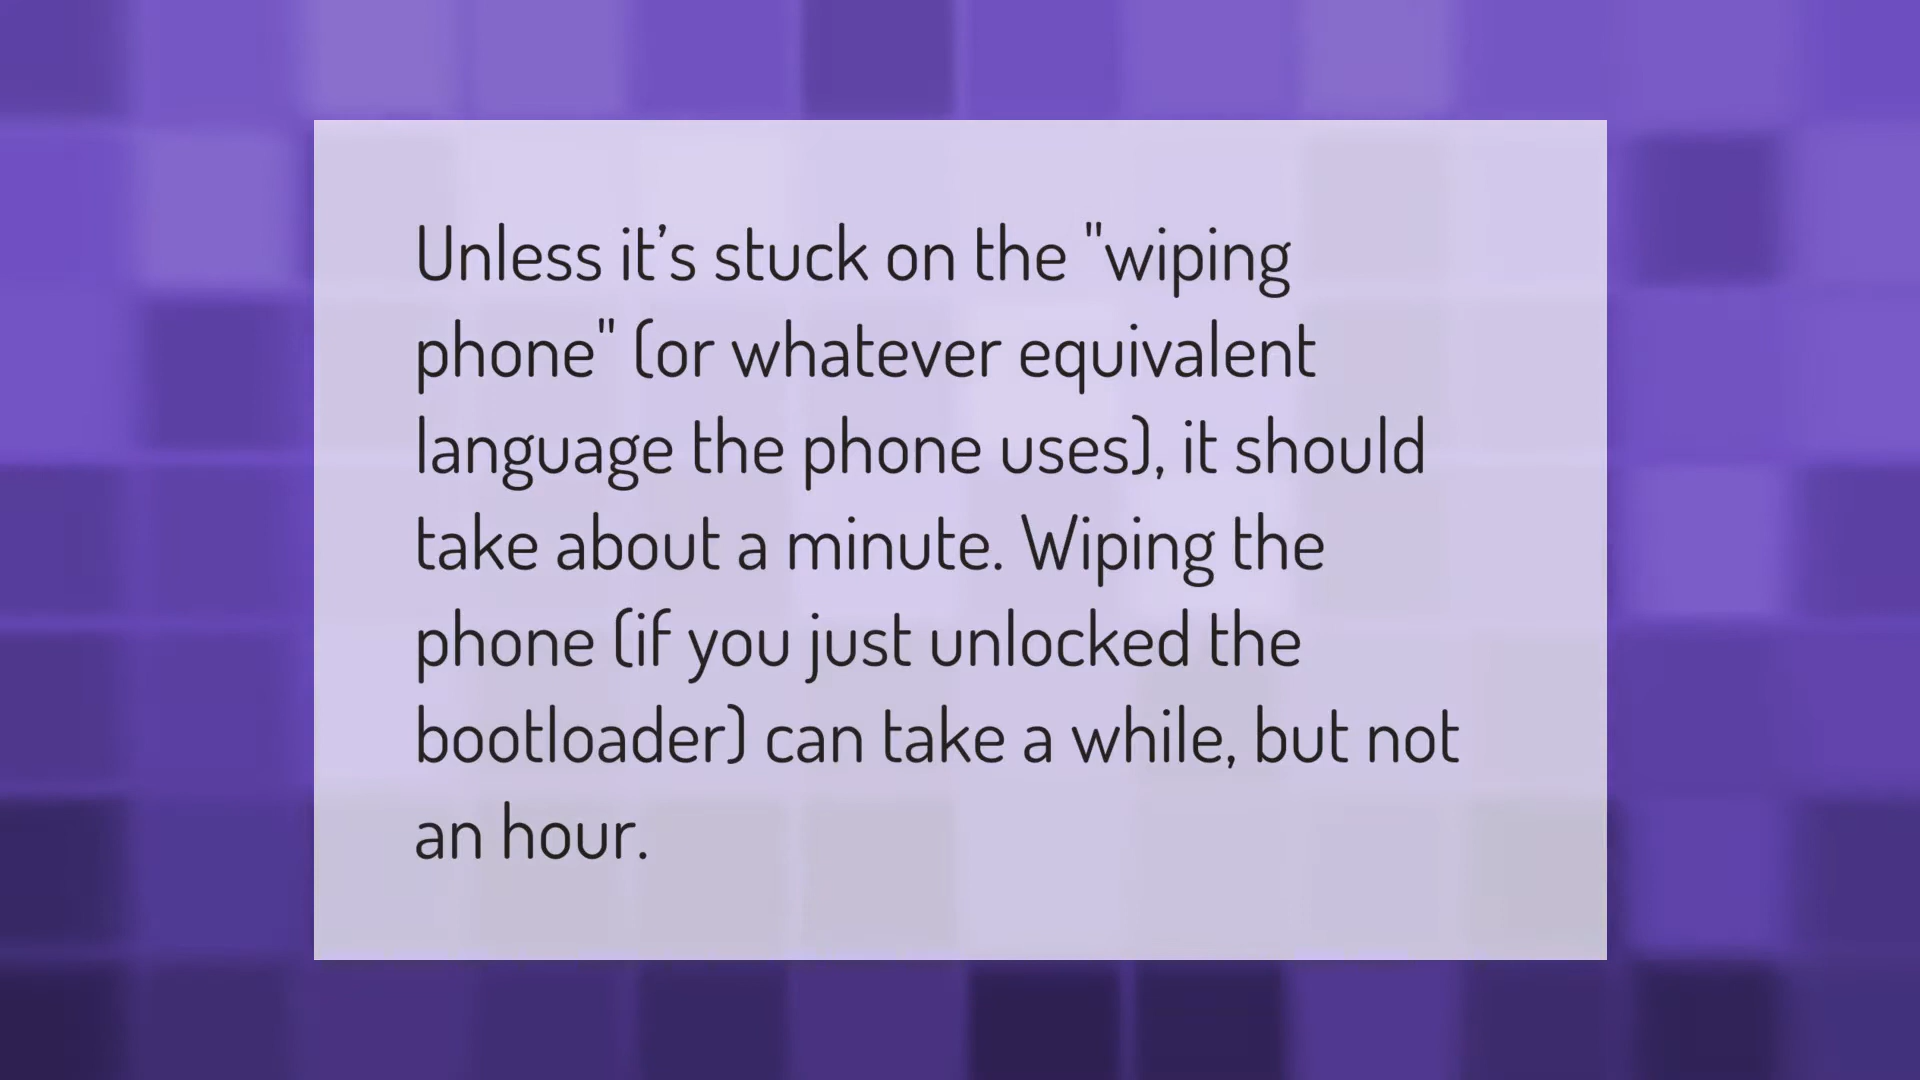 Unless it’s stuck on the "wiping
phone" (or whatever equivalent
language the phone uses), it should
take about a minute. Wiping the
phone (if you just unlocked the
bootloader) can take a while, but not
an hour.